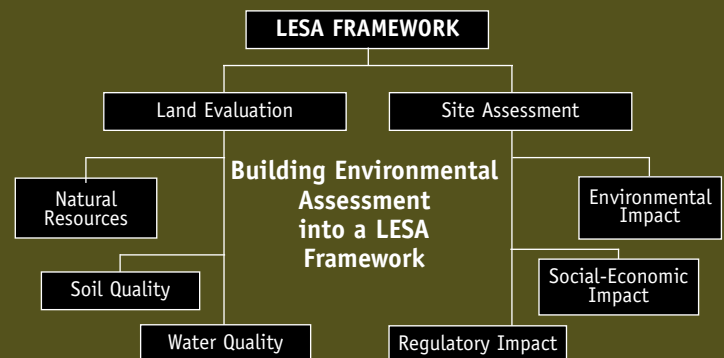 LESA FRAMEWORK
Land Evaluation
Site Assessment
Building Environmental
Assessment
into a LESA
Framework
Natural
Resources
Environmental
Impact
Soil Quality
Social-Economic
Impact
Water Quality
Regulatory Impact